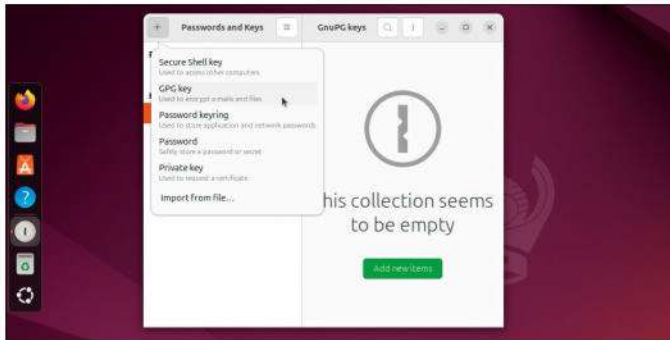 Passwords and Keys
GnuPG keys
Secure Shell key
Used to access other computers
GPG key
Used to encrypt e-mails and files
Password keyring
Used to store application and network passwords
Password
Safely store a password or secret
Private key
Used to request a certificate
Import from file...
his collection seems
to be empty
Add new items